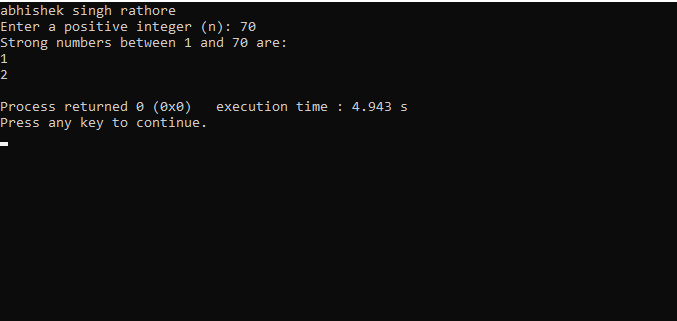 abhishek singh rathore
Enter a positive integer (n): 70
Strong numbers between 1 and 70 are:
1
2
Process returned 0 (0x0)   execution time : 4.943 s
Press any key to continue.